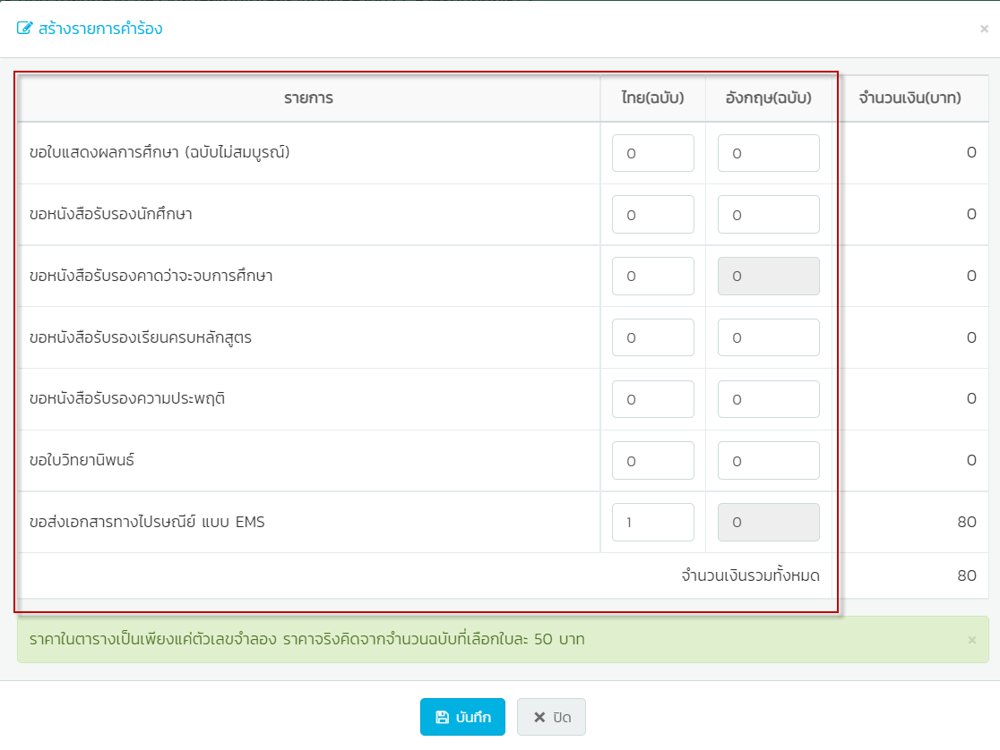 สร้างรายการคำร้อง ×
รายการ ไทย(ฉบับ) อังกฤษ(ฉบับ) จำนวนเงิน(บาท)
ขอใบแสดงผลการศึกษา (ฉบับไม่สมบูรณ์) 0 0 0
ขอหนังสือรับรองนักศึกษา 0 0 0
ขอหนังสือรับรองคาดว่าจะจบการศึกษา 0 0 0
ขอหนังสือรับรองเรียนครบหลักสูตร 0 0 0
ขอหนังสือรับรองความประพฤติ 0 0 0
ขอใบวิทยานิพนธ์ 0 0 0
ขอส่งเอกสารทางไปรษณีย์ แบบ EMS 1 0 80
จำนวนเงินรวมทั้งหมด 80
ราคาในตารางเป็นเพียงแค่ตัวเลขจำลอง ราคาจริงคิดจากจำนวนฉบับที่เลือกใบละ 50 บาท ×
บันทึก × ปิด